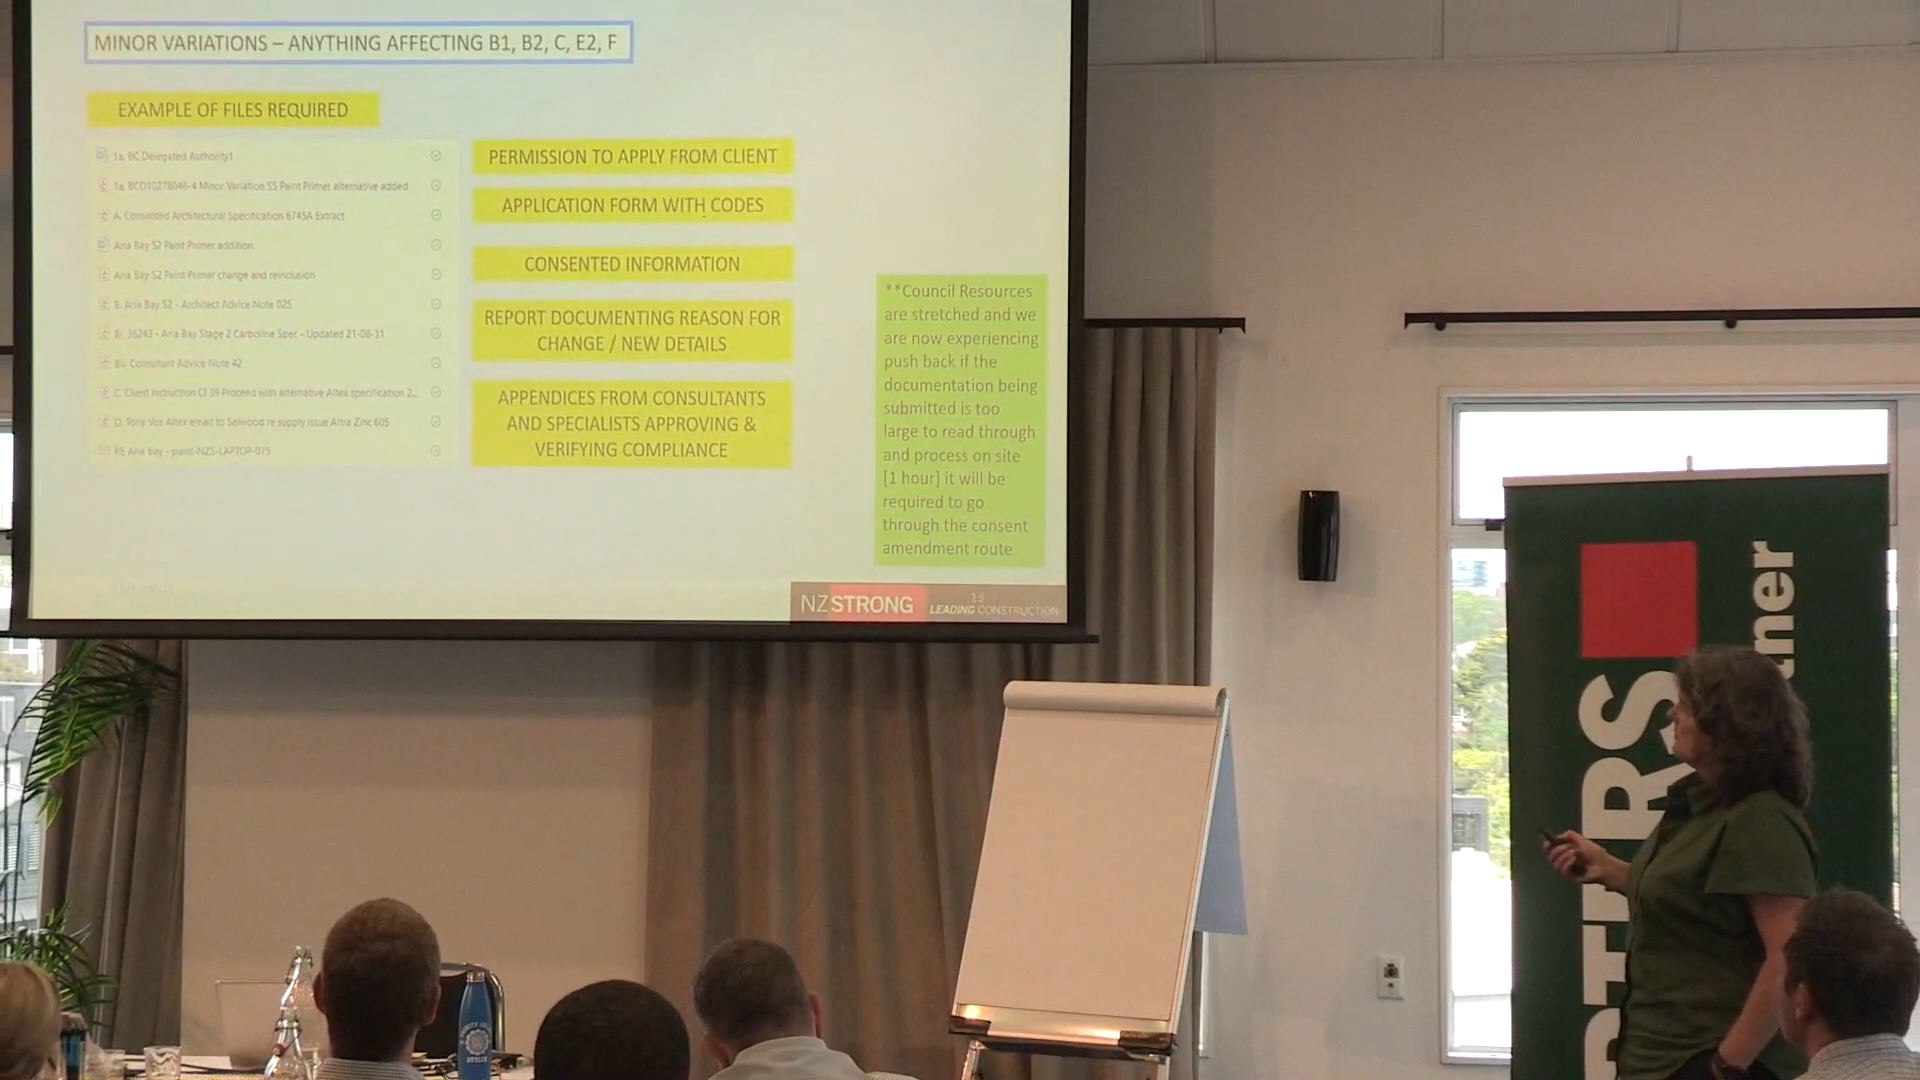 MINOR VARIATIONS – ANYTHING AFFECTING B1, B2, C, E2, F
EXAMPLE OF FILES REQUIRED
1a. BC Delegated Authority1
1a. BCO10278046-4 Minor Variation SS Paint Primer alternative added
A. Consented Architectural Specification 6745A Extract
Aria Bay S2 Paint Primer addition
Aria Bay S2 Paint Primer change and reinclusion
B. Aria Bay S2 - Architect Advice Note 025
36243 - Aria Bay Stage 2 Carboline Spec - Updated 21-08-31
Consultant Advice Note 42
C. Client Instruction CI 39 Proceed with alternative Altex specification 2...
D. Tony Vos Altex email to Selwood re supply issue Altra Zinc 605
RE Aria Bay - paint-NZS-LAPTOP-075
PERMISSION TO APPLY FROM CLIENT
APPLICATION FORM WITH CODES
CONSENTED INFORMATION
REPORT DOCUMENTING REASON FOR
CHANGE / NEW DETAILS
APPENDICES FROM CONSULTANTS
AND SPECIALISTS APPROVING &
VERIFYING COMPLIANCE
**Council Resources
are stretched and we
are now experiencing
push back if the
documentation being
submitted is too
large to read through
and process on site
[1 hour] it will be
required to go
through the consent
amendment route
NZSTRONG
13
LEADING CONSTRUCTION